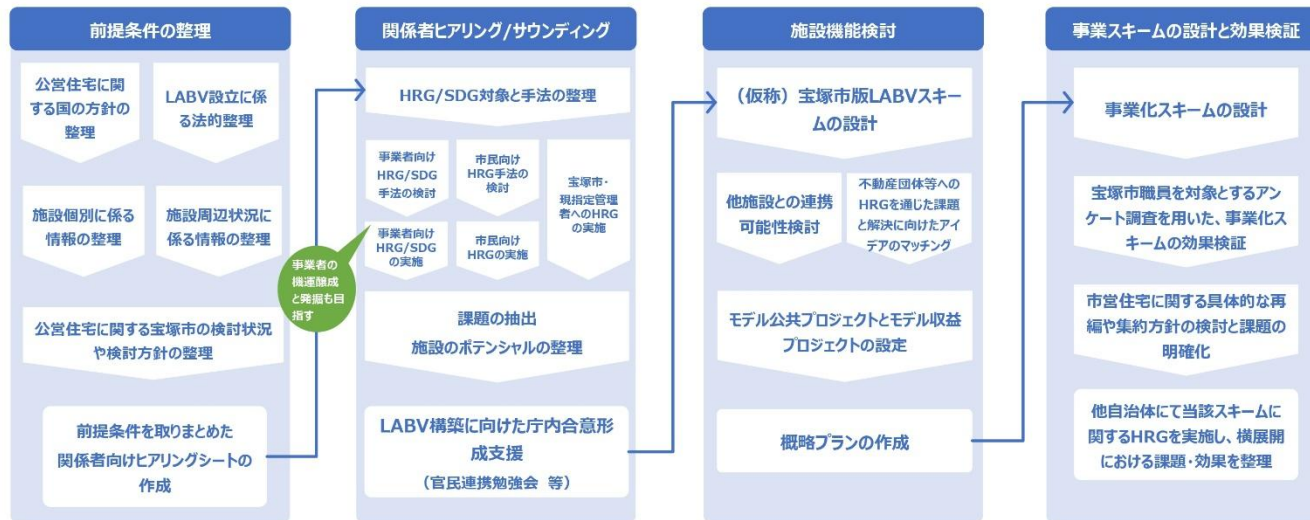 前提条件の整理
公営住宅に関
する国の方針の
整理
LABV設立に係
る法的整理
施設個別に係る
情報の整理
施設周辺状況に
係る情報の整理
公営住宅に関する宝塚市の検討状況
や検討方針の整理
前提条件を取りまとめた
関係者向けヒアリングシートの
作成
関係者ヒアリング/サウンディング
HRG/SDG対象と手法の整理
事業者向け
HRG/SDG
手法の検討
市民向け
HRG手法の
検討
宝塚市・
現指定管理
者へのHRG
の実施
事業者向け
HRG/SDG
の実施
市民向け
HRGの実施
事業者の
機運醸成
と発掘も目
指す
課題の抽出
施設のポテンシャルの整理
LABV構築に向けた庁内合意形
成支援
（官民連携勉強会 等）
施設機能検討
（仮称）宝塚市版LABVスキー
ムの設計
他施設との連携
可能性検討
不動産団体等への
HRGを通じた課題
と解決に向けたアイ
デアのマッチング
モデル公共プロジェクトとモデル収益
プロジェクトの設定
概略プランの作成
事業スキームの設計と効果検証
事業化スキームの設計
宝塚市職員を対象とするアン
ケート調査を用いた、事業化ス
キームの効果検証
市営住宅に関する具体的な再
編や集約方針の検討と課題の
明確化
他自治体にて当該スキームに
関するHRGを実施し、横展開
における課題・効果を整理